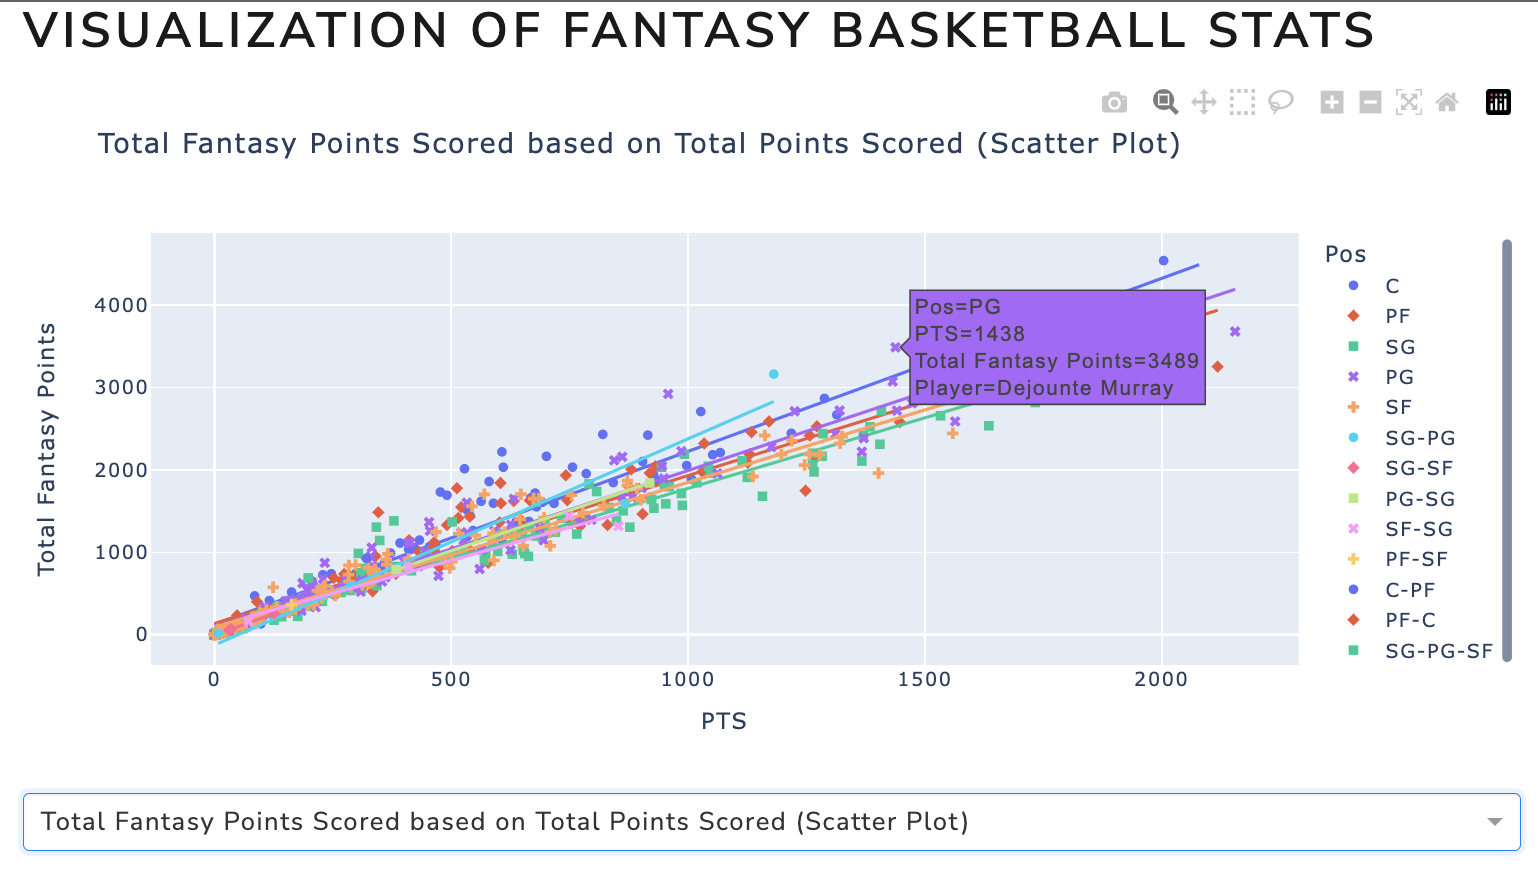 VISUALIZATION OF FANTASY BASKETBALL STATS
Total Fantasy Points Scored based on Total Points Scored (Scatter Plot)
Total Fantasy Points
4000
3000
2000
1000
0
0
500
1000
1500
2000
PTS
Pos=PG
PTS=1438
Total Fantasy Points=3489
Player=Dejounte Murray
Pos
C
PF
SG
PG
SF
SG-PG
SG-SF
PG-SG
SF-SG
PF-SF
C-PF
PF-C
SG-PG-SF
Total Fantasy Points Scored based on Total Points Scored (Scatter Plot)